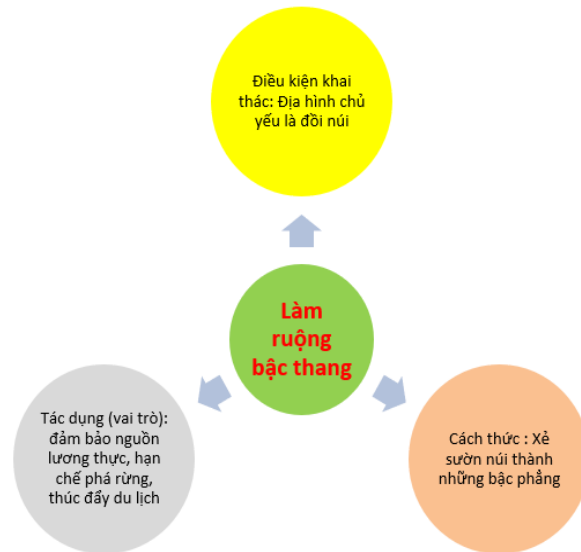 Điều kiện khai
thác: Địa hình chủ
yếu là đồi núi
Làm
ruộng
bậc thang
Tác dụng (vai trò):
đảm bảo nguồn
lương thực, hạn
chế phá rừng,
thúc đẩy du lịch
Cách thức : Xẻ
sườn núi thành
những bậc phẳng